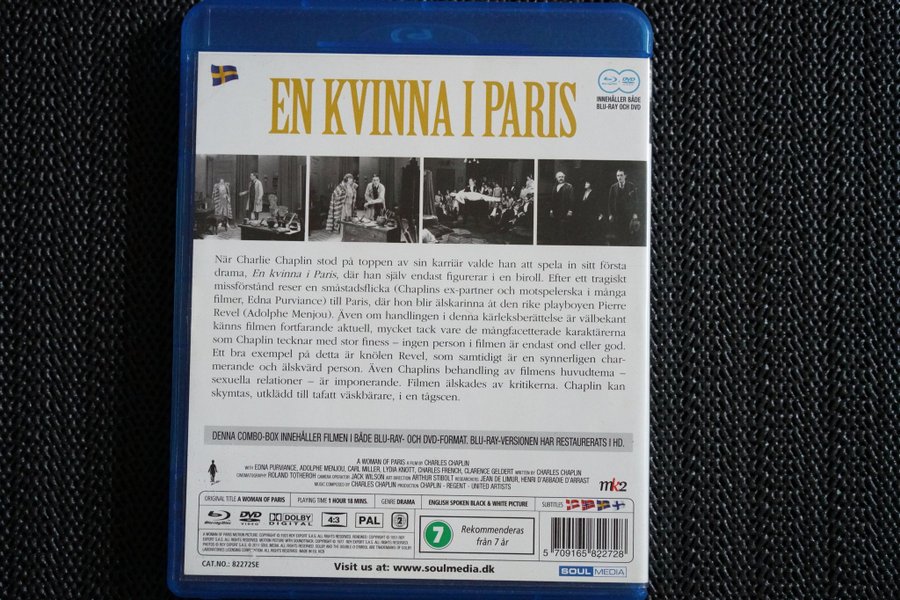 EN KVINNA I PARIS
INNEHÅLLER BÅDE
BLU-RAY OCH DVD
När Charlie Chaplin stod på toppen av sin karriär valde han att spela in sitt första
drama, En kvinna i Paris, där han själv endast figurerar i en biroll. Efter ett tragiskt
missförstånd reser en småstadsflicka (Chaplins ex-partner och motspelerska i många
filmer, Edna Purviance) till Paris, där hon blir älskarinna åt den rike playboyen Pierre
Revel (Adolphe Menjou). Även om handlingen i denna kärleksberättelse är välbekant
känns filmen fortfarande aktuell, mycket tack vare de mångfacetterade karaktärerna
som Chaplin tecknar med stor finess – ingen person i filmen är endast ond eller god.
Ett bra exempel på detta är knölen Revel, som samtidigt är en synnerligen char-
merande och älskvärd person. Även Chaplins behandling av filmens huvudtema –
sexuella relationer – är imponerande. Filmen älskades av kritikerna. Chaplin kan
skymtas, utklädd till tafatt väskbärare, i en tågscen.
DENNA COMBO-BOX INNEHÅLLER FILMEN I BÅDE BLU-RAY- OCH DVD-FORMAT. BLU-RAY-VERSIONEN HAR RESTAURERATS I HD.
A WOMAN OF PARIS A FILM BY CHARLES CHAPLIN
WITH EDNA PURVIANCE, ADOLPHE MENJOU, CARL MILLER, LYDIA KNOTT, CHARLES FRENCH, CLARENCE GELDERT WRITTEN BY CHARLES CHAPLIN
CINEMATOGRAPHY ROLAND TOTHEROH CAMERA OPERATOR JACK WILSON ART DIRECTION ARTHUR STIBOLT RESEARCHERS JEAN DE LIMUR, HENRI D'ABBADIE D'ARRAST
MUSIC COMPOSED BY CHARLES CHAPLIN PRODUCTION CHAPLIN - REGENT - UNITED ARTISTS
mk2
ORIGINAL TITLE A WOMAN OF PARIS PLAYING TIME 1 HOUR 18 MINS. GENRE DRAMA ENGLISH SPOKEN BLACK & WHITE PICTURE SUBTITLES
Blu-ray Disc DVD VIDEO DOLBY DIGITAL 4:3 PAL 2
7 Rekommenderas
från 7 år
5 709165 822728
CAT.NO.: 82272SE
Visit us at: www.soulmedia.dk
SOUL MEDIA